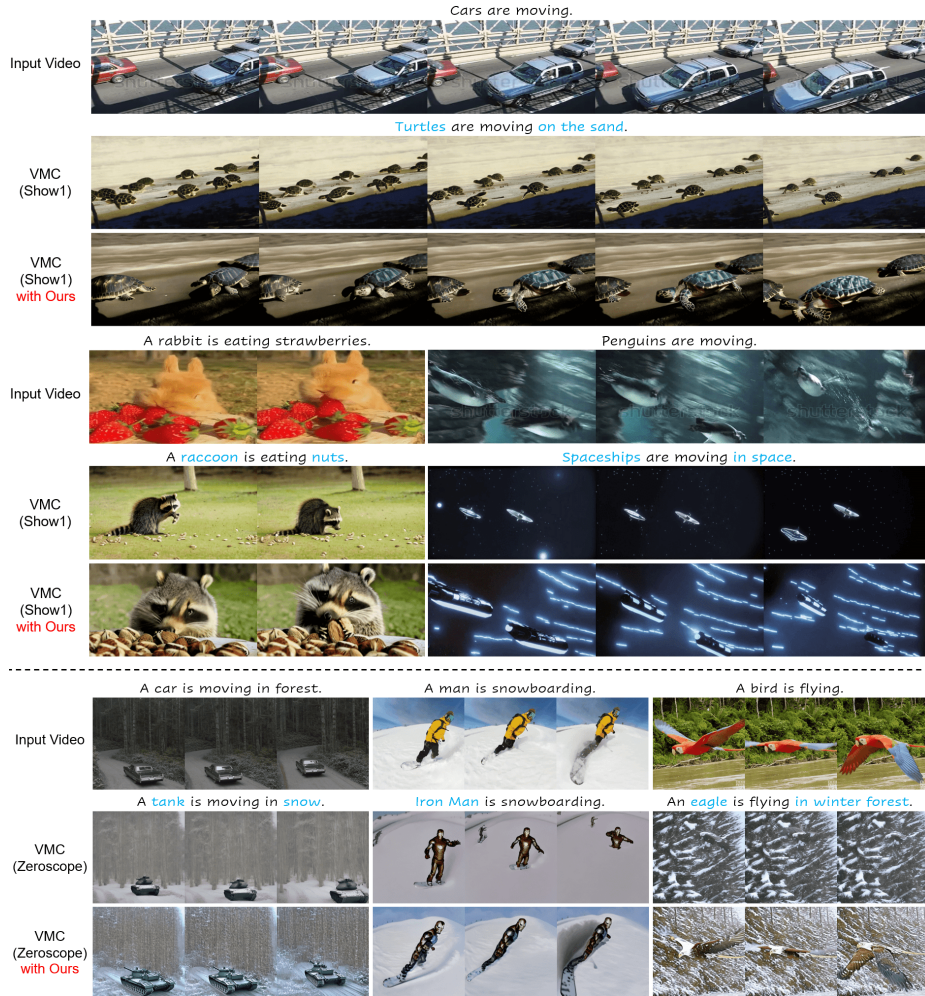 Cars are moving.
Input Video
shutterstock
Turtles are moving on the sand.
VMC
(Show1)
VMC
(Show1)
with Ours
A rabbit is eating strawberries.
Penguins are moving.
Input Video
shutterstock
shutterstock
shutterstock
A raccoon is eating nuts.
Spaceships are moving in space.
VMC
(Show1)
VMC
(Show1)
with Ours
A car is moving in forest.
A man is snowboarding.
A bird is flying.
Input Video
A tank is moving in snow.
Iron Man is snowboarding.
An eagle is flying in winter forest.
VMC
(Zeroscope)
VMC
(Zeroscope)
with Ours